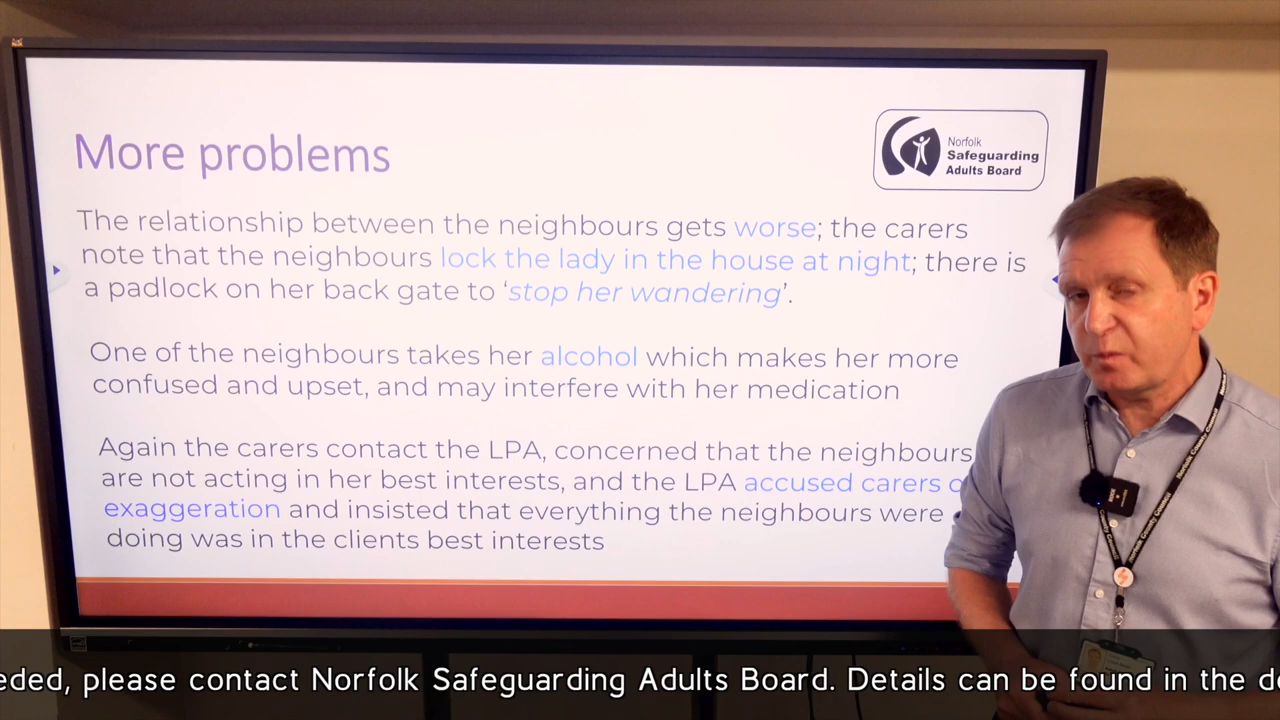 More problems
Norfolk
Safeguarding
Adults Board
The relationship between the neighbours gets worse; the carers
note that the neighbours lock the lady in the house at night; there is
a padlock on her back gate to ‘stop her wandering’.
One of the neighbours takes her alcohol which makes her more
confused and upset, and may interfere with her medication
Again the carers contact the LPA, concerned that the neighbours
are not acting in her best interests, and the LPA accused carers
exaggeration and insisted that everything the neighbours were
doing was in the clients best interests
Norfolk County Council
please contact Norfolk Safeguarding Adults Board. Details can be found in the